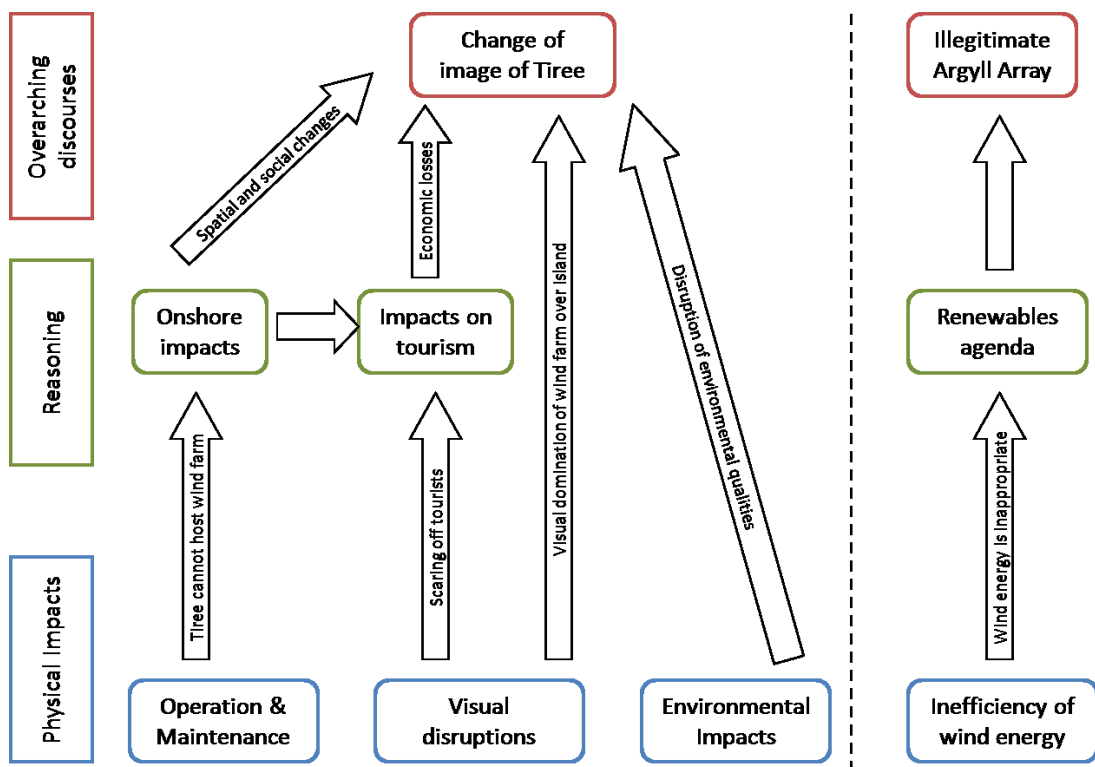 Overarching
discourses
Change of
image of Tiree
Illegitimate
Argyll Array
Spatial and social changes
Economic losses
Visual domination of wind farm over island
Disruption of environmental qualities
Reasoning
Onshore
impacts
Impacts on
tourism
Renewables
agenda
Tiree cannot host wind farm
Scaring off tourists
Wind energy is inappropriate
Physical Impacts
Operation &
Maintenance
Visual
disruptions
Environmental
Impacts
Inefficiency of
wind energy